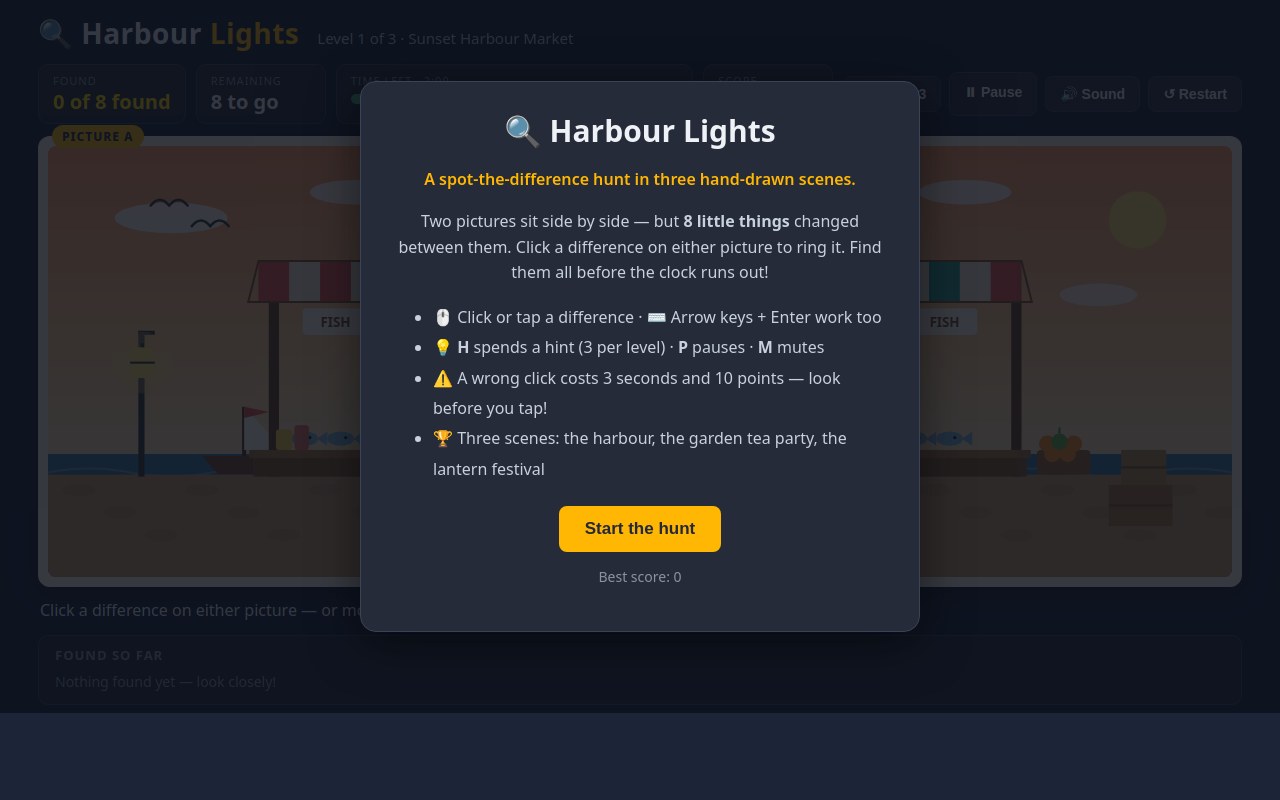 🔍 Harbour Lights Level 1 of 3 · Sunset Harbour Market
FOUND
0 of 8 found
REMAINING
8 to go
TIME LEFT · 2:00
SCORE
3
⏸ Pause
🔊 Sound
↺ Restart
PICTURE A
FISH
FISH
🔍 Harbour Lights
A spot-the-difference hunt in three hand-drawn scenes.
Two pictures sit side by side — but 8 little things changed
between them. Click a difference on either picture to ring it. Find
them all before the clock runs out!
• 🖱️ Click or tap a difference · ⌨️ Arrow keys + Enter work too
• 💡 H spends a hint (3 per level) · P pauses · M mutes
• ⚠️ A wrong click costs 3 seconds and 10 points — look
before you tap!
• 🏆 Three scenes: the harbour, the garden tea party, the
lantern festival
Start the hunt
Best score: 0
Click a difference on either picture — or
FOUND SO FAR
Nothing found yet — look closely!